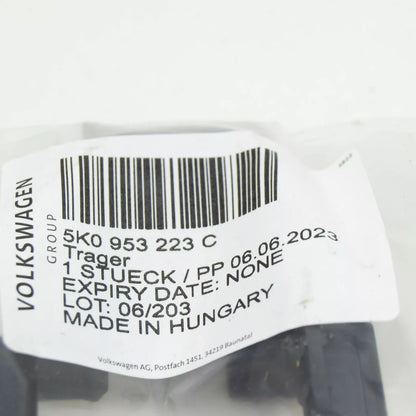 VOLKSWAGEN
GROUP
5K0 953 223 C
Trager
1 STUECK / PP 06.06.2023
EXPIRY DATE: NONE
LOT: 06/203
MADE IN HUNGARY
Volkswagen AG, Postfach 1451, 34219 Baunatal